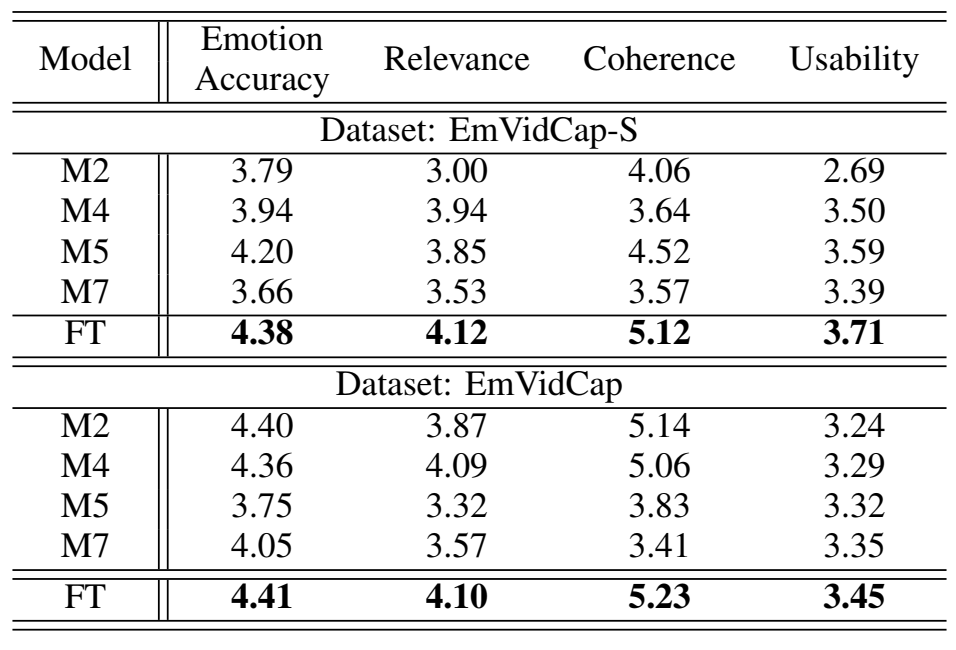 Model Emotion Accuracy Relevance Coherence Usability
Dataset: EmVidCap-S
M2 3.79 3.00 4.06 2.69
M4 3.94 3.94 3.64 3.50
M5 4.20 3.85 4.52 3.59
M7 3.66 3.53 3.57 3.39
FT 4.38 4.12 5.12 3.71
Dataset: EmVidCap
M2 4.40 3.87 5.14 3.24
M4 4.36 4.09 5.06 3.29
M5 3.75 3.32 3.83 3.32
M7 4.05 3.57 3.41 3.35
FT 4.41 4.10 5.23 3.45